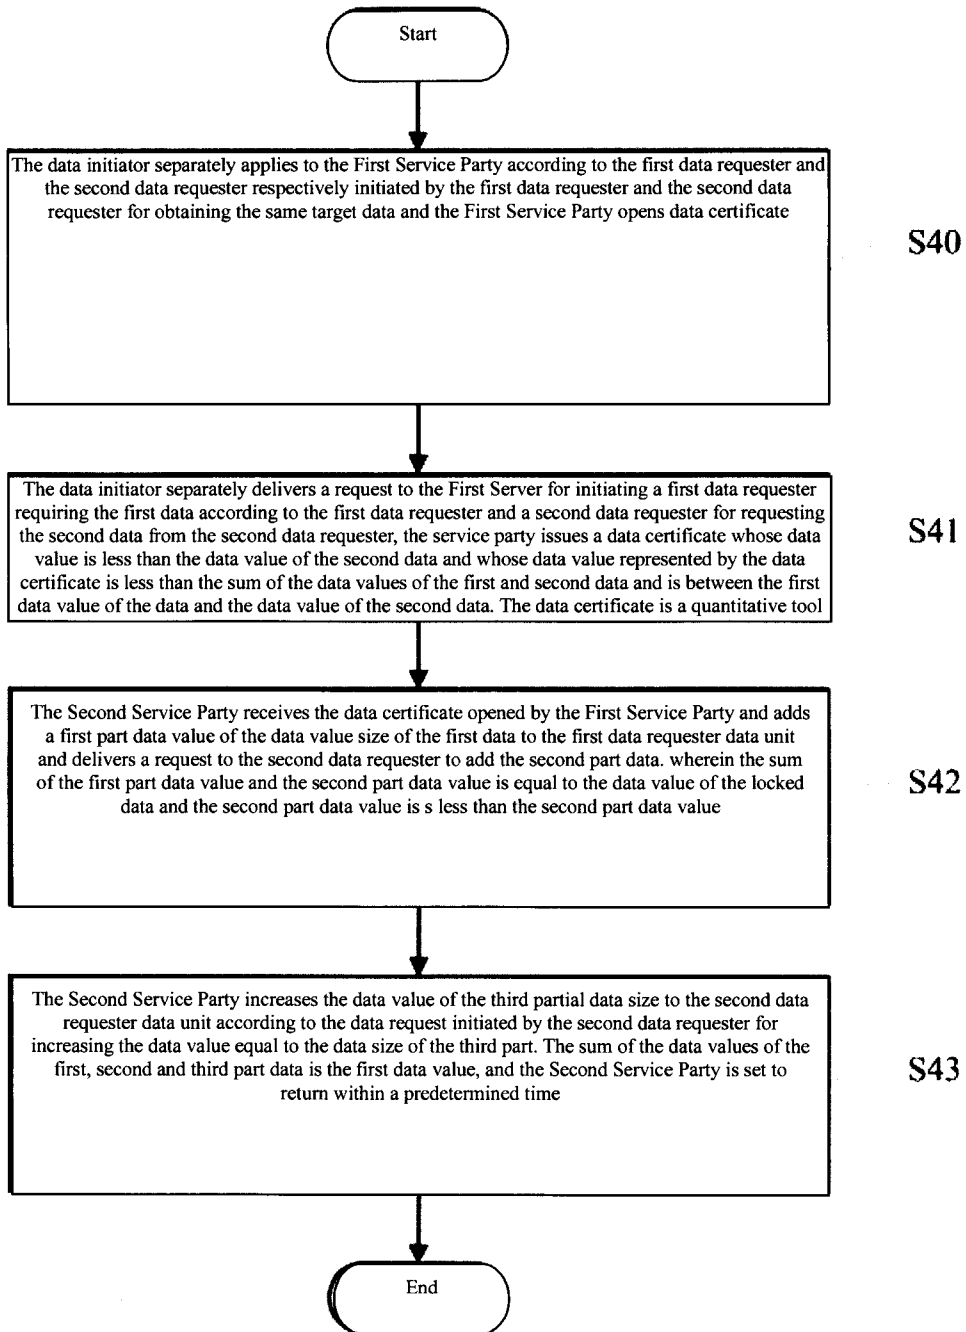 Start
The data initiator separately applies to the First Service Party according to the first data requester and
the second data requester respectively initiated by the first data requester and the second data
requester for obtaining the same target data and the First Service Party opens data certificate
S40
The data initiator separately delivers a request to the First Server for initiating a first data requester
requiring the first data according to the first data requester and a second data requester for requesting
the second data from the second data requester, the service party issues a data certificate whose data
value is less than the data value of the second data and whose data value represented by the data
certificate is less than the sum of the data values of the first and second data and is between the first
data value of the data and the data value of the second data. The data certificate is a quantitative tool
S41
The Second Service Party receives the data certificate opened by the First Service Party and adds
a first part data value of the data value size of the first data to the first data requester data unit
and delivers a request to the second data requester to add the second part data. wherein the sum
of the first part data value and the second part data value is equal to the data value of the locked
data and the second part data value is s less than the second part data value
S42
The Second Service Party increases the data value of the third partial data size to the second data
requester data unit according to the data request initiated by the second data requester for
increasing the data value equal to the data size of the third part. The sum of the data values of the
first, second and third part data is the first data value, and the Second Service Party is set to
return within a predetermined time
S43
End